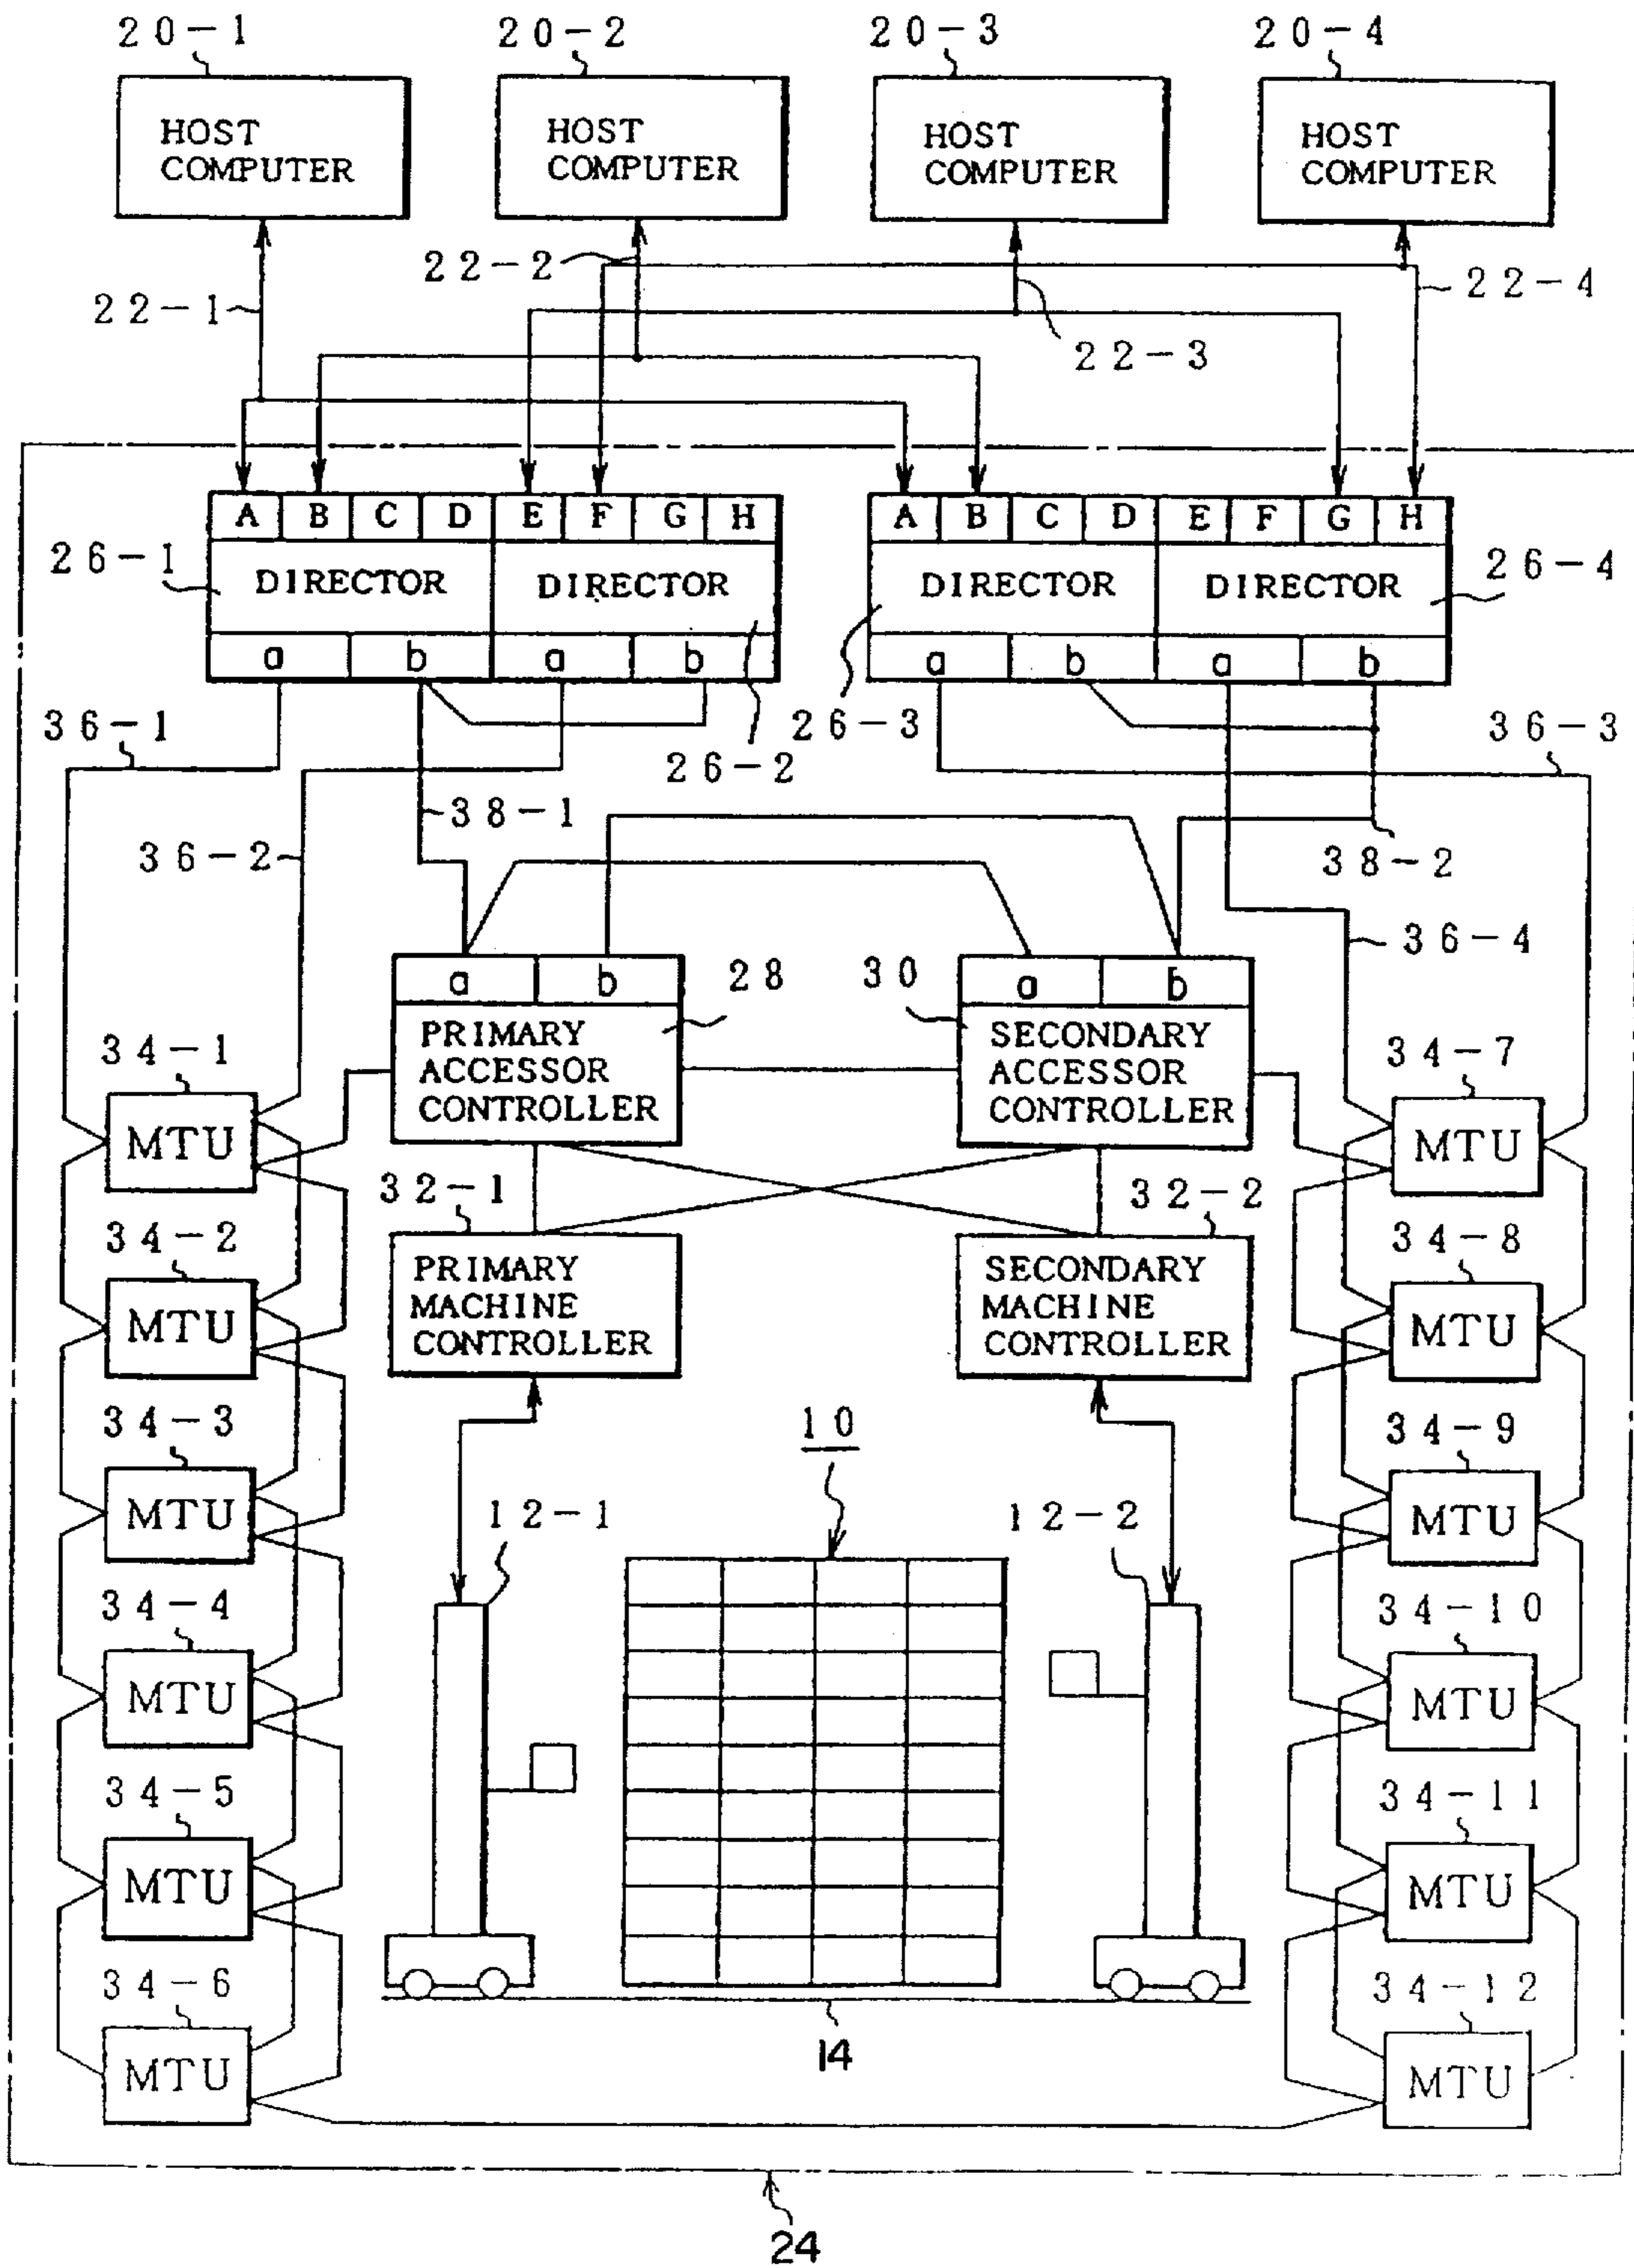 20-1 20-2 20-3 20-4
HOST COMPUTER HOST COMPUTER HOST COMPUTER HOST COMPUTER
22-2
22-1 22-4
22-3
A B C D E F G H A B C D E F G H
26-1 DIRECTOR DIRECTOR DIRECTOR DIRECTOR 26-4
a b a b a b a b
36-1 26-2 26-3 36-3
38-1
36-2 38-2
36-4
a b 28 30 a b
PRIMARY
ACCESSOR
CONTROLLER
SECONDARY
ACCESSOR
CONTROLLER
34-1 34-7
MTU MTU
32-1 32-2
34-2 34-8
PRIMARY
MACHINE
CONTROLLER
SECONDARY
MACHINE
CONTROLLER
MTU MTU
34-3 10 34-9
MTU 12-1 12-2 MTU
34-4 34-10
MTU MTU
34-5 34-11
MTU MTU
34-6 34-12
14
MTU MTU
24